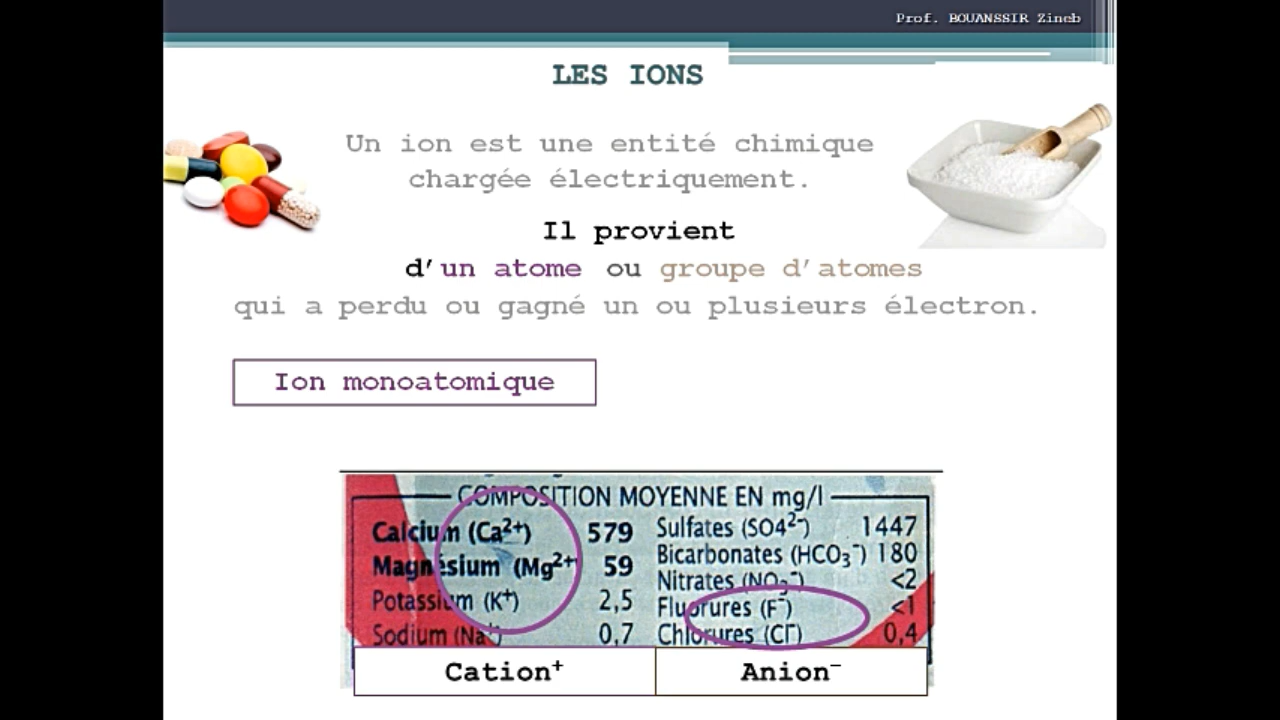 Prof. BOUANSSIR Zineb
LES IONS
Un ion est une entité chimique
chargée électriquement.
Il provient
d'un atome ou groupe d'atomes
qui a perdu ou gagné un ou plusieurs électron.
Ion monoatomique
COMPOSITION MOYENNE EN mg/l
Calcium (Ca²⁺) 579
Magnésium (Mg²⁺ 59
Potassium (K⁺) 2,5
Sodium (Na⁺) 0,7
Sulfates (SO4²⁻) 1447
Bicarbonates (HCO₃⁻) 180
Nitrates (NO₃⁻) <2
Fluorures (F⁻) <1
Chlorures (Cl⁻) 0,4
Cation⁺
Anion⁻